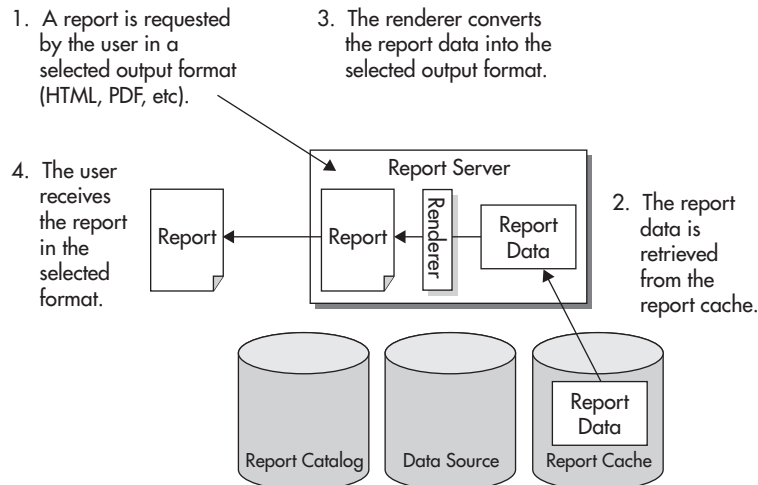 1. A report is requested
by the user in a
selected output format
(HTML, PDF, etc).
3. The renderer converts
the report data into the
selected output format.
4. The user
receives
the report
in the
selected
format.
Report Server
Report
Report
Renderer
Report
Data
2. The report
data is
retrieved
from the
report cache.
Report
Data
Report Catalog
Data Source
Report Cache